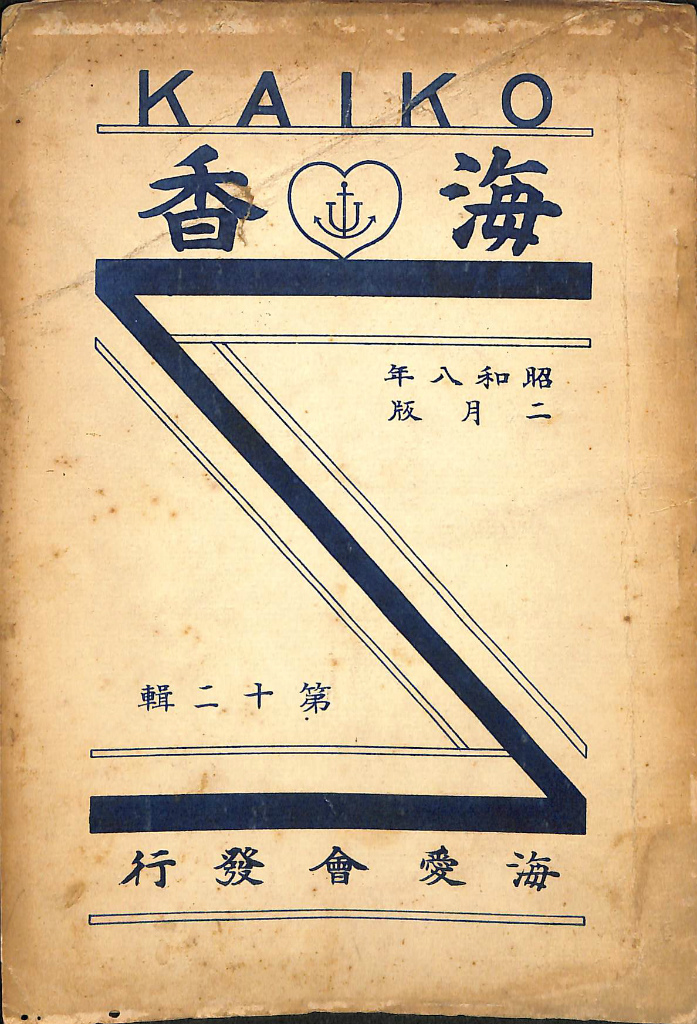 KAIKO
海香
昭和八年
二月版
第十二輯
海愛會發行